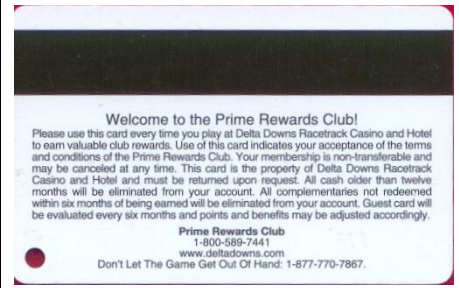 Welcome to the Prime Rewards Club!
Please use this card every time you play at Delta Downs Racetrack Casino and Hotel
to earn valuable club rewards. Use of this card indicates your acceptance of the terms
and conditions of the Prime Rewards Club. Your membership is non-transferable and
may be canceled at any time. This card is the property of Delta Downs Racetrack
Casino and Hotel and must be returned upon request. All cash older than twelve
months will be eliminated from your account. All complementaries not redeemed
within six months of being earned will be eliminated from your account. Guest card will
be evaluated every six months and points and benefits may be adjusted accordingly.
Prime Rewards Club
1-800-589-7441
www.deltadowns.com
Don't Let The Game Get Out Of Hand: 1-877-770-7867.